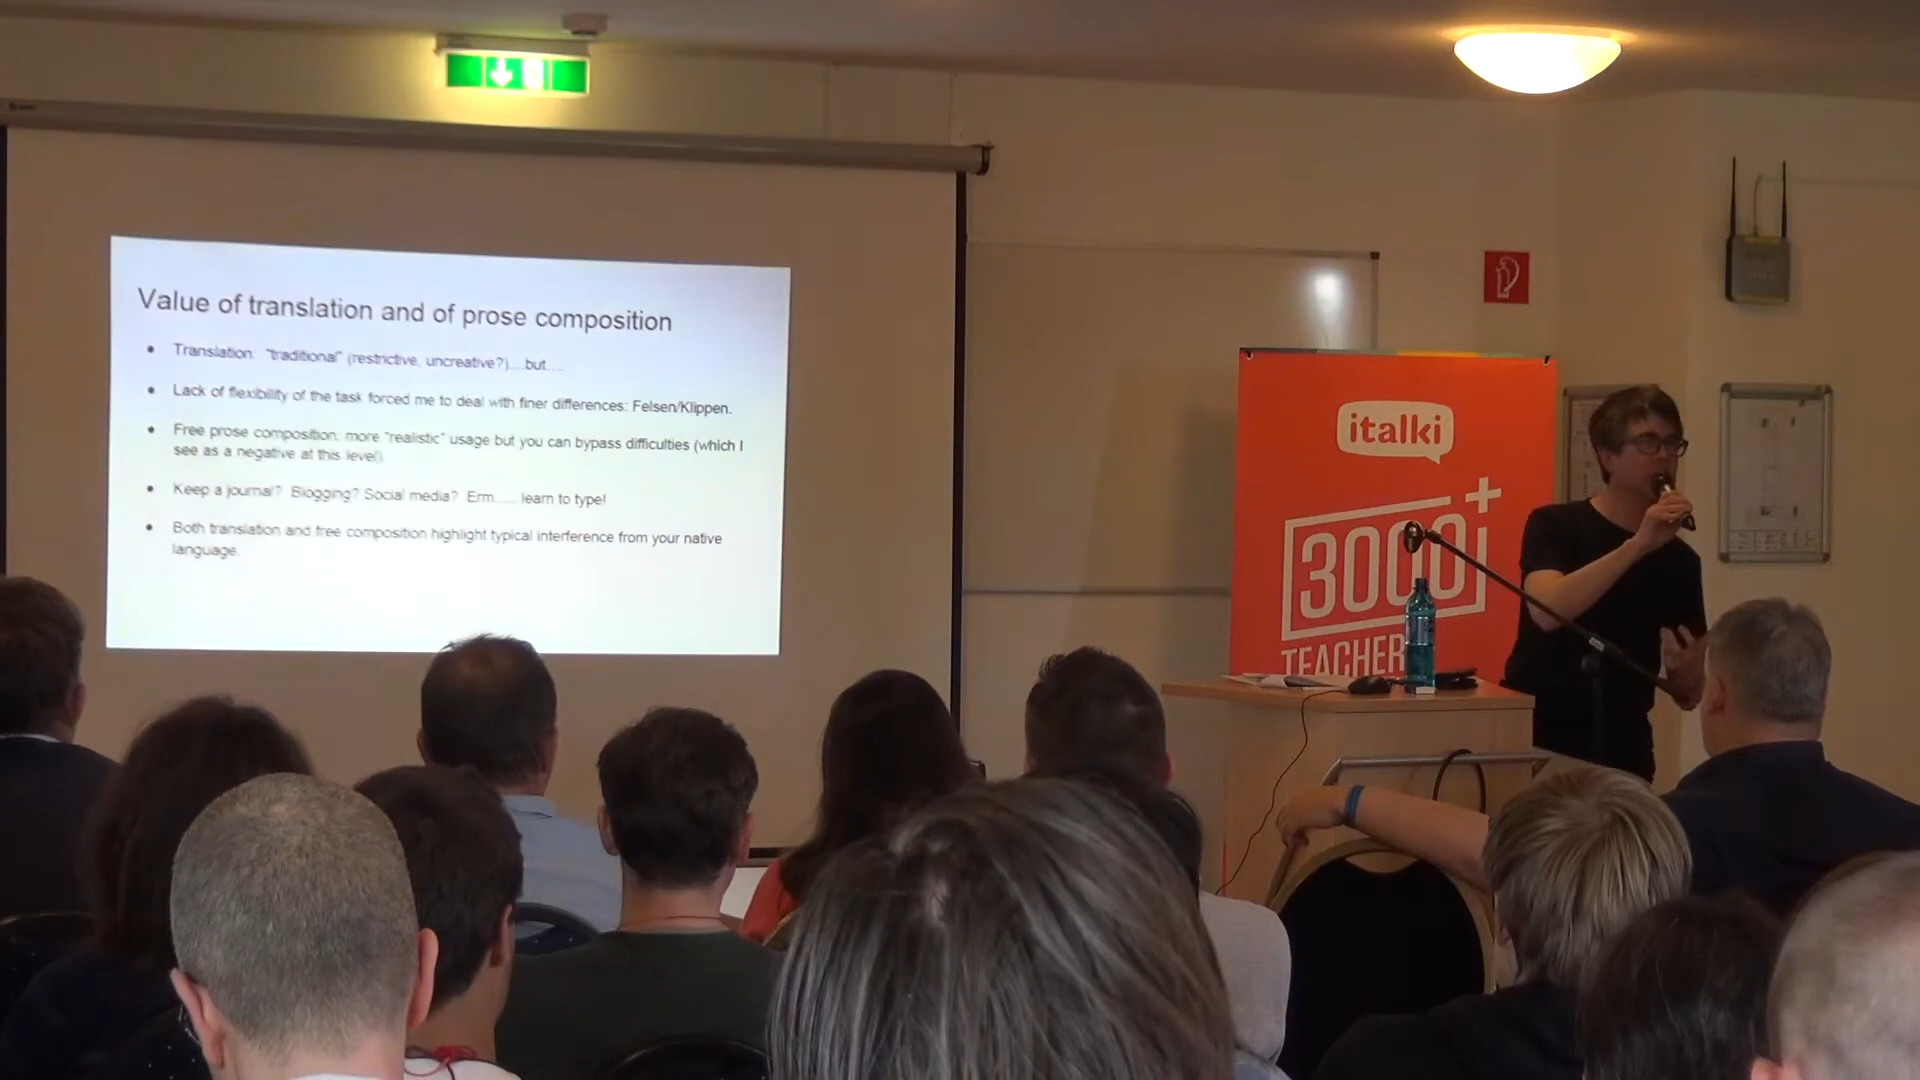 Value of translation and of prose composition
● Translation: "traditional" (restrictive, uncreative?)....but....
● Lack of flexibility of the task forced me to deal with finer differences: Felsen/Klippen.
● Free prose composition: more "realistic" usage but you can bypass difficulties (which I
see as a negative at this level).
● Keep a journal? Blogging? Social media? Erm...... learn to type!
● Both translation and free composition highlight typical interference from your native
language.
italki
3000+
TEACHER